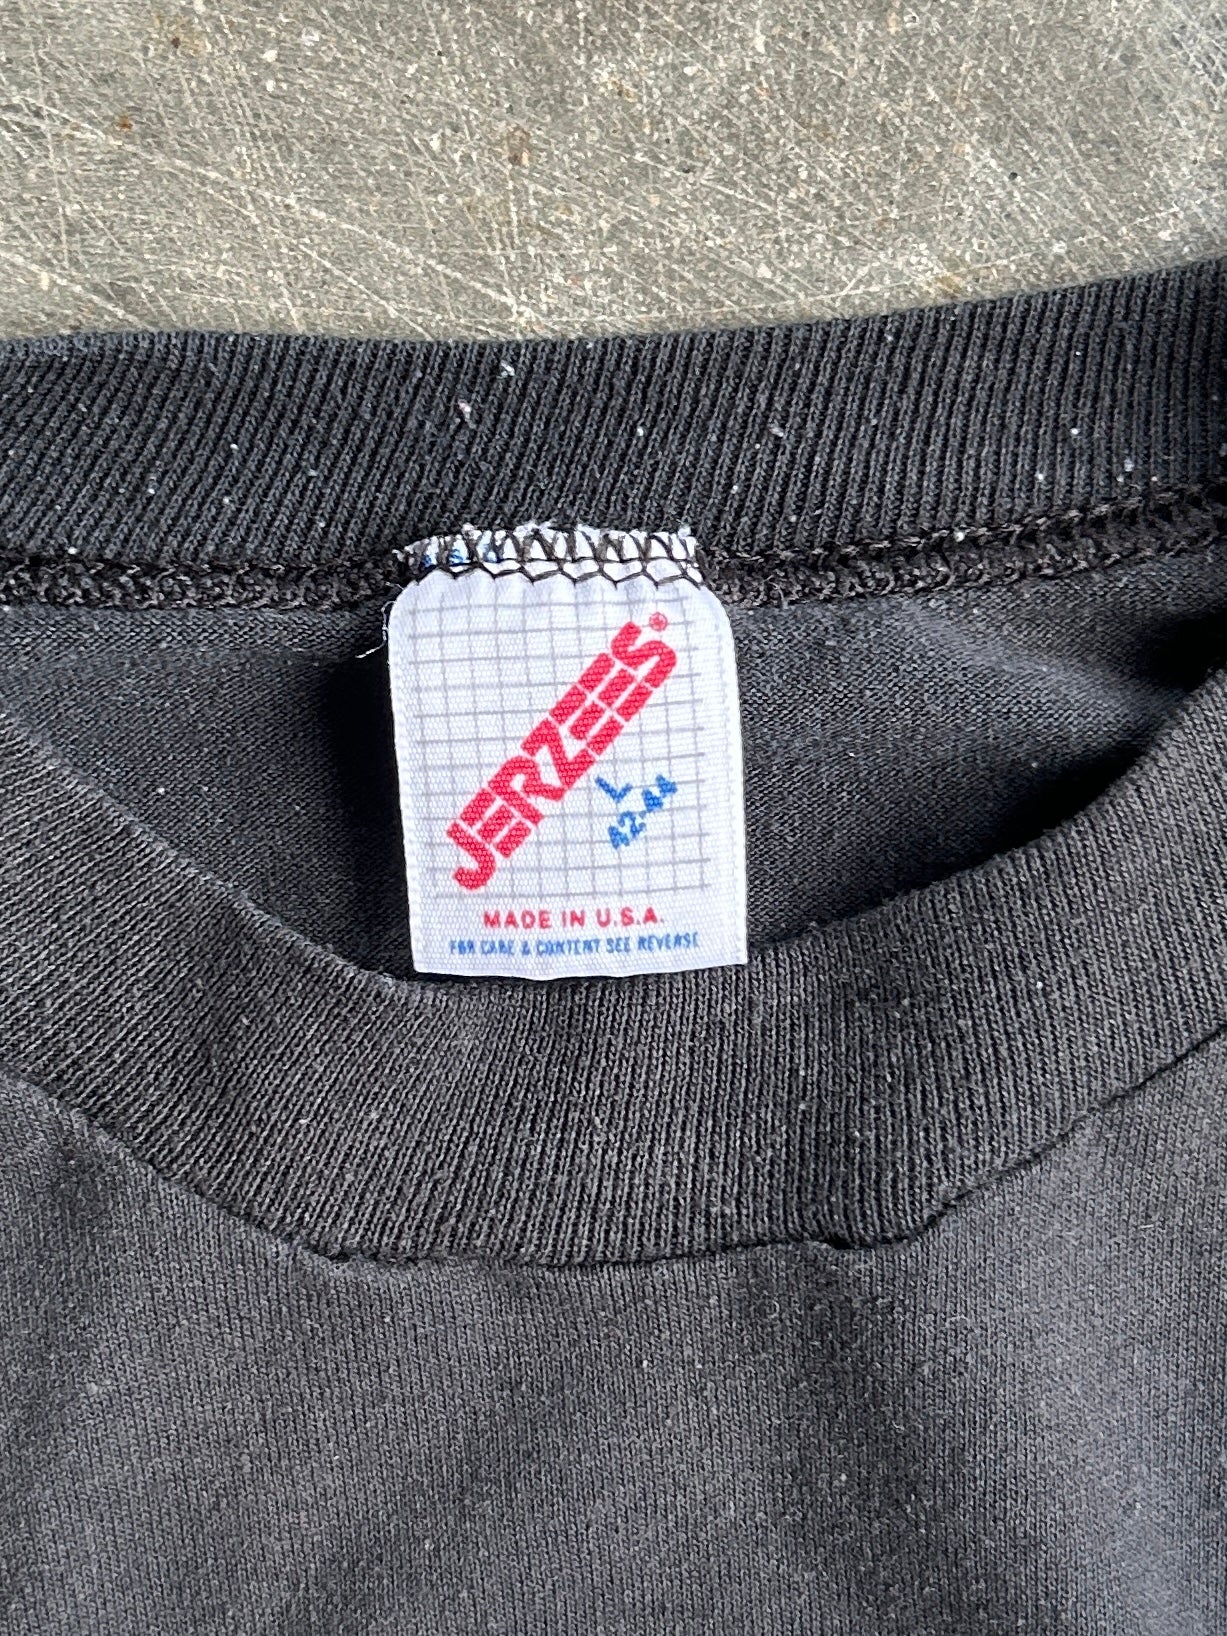 JERZEES®
L
42-44
MADE IN U.S.A.
FOR CARE & CONTENT SEE REVERSE